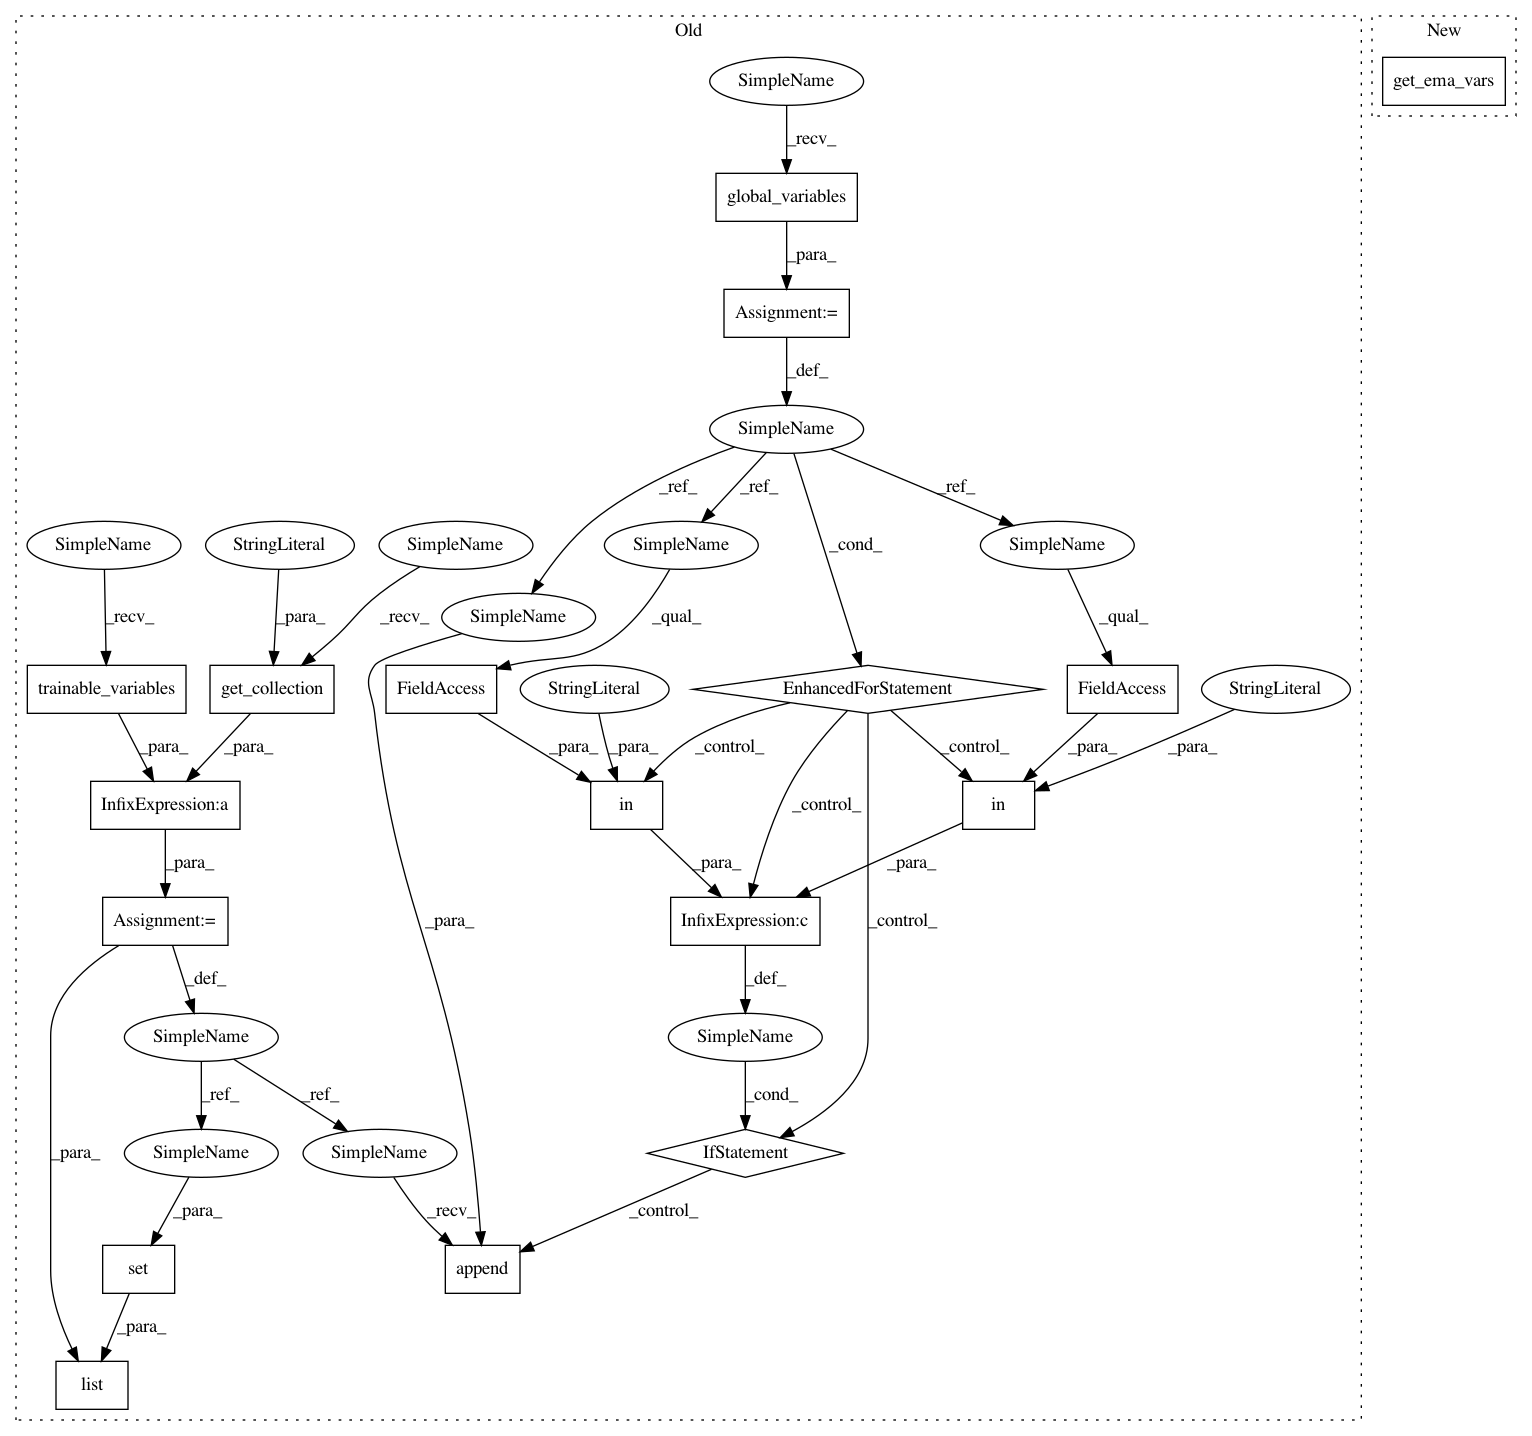 Old
New
SimpleName
get_ema_vars
_recv_
global_variables
_para_
Assignment:=
_def_
SimpleName
_ref_
_ref_
_cond_
_ref_
SimpleName
StringLiteral
SimpleName
SimpleName
SimpleName
_recv_
_para_
_recv_
SimpleName
_qual_
_qual_
trainable_variables
get_collection
FieldAccess
StringLiteral
EnhancedForStatement
FieldAccess
StringLiteral
_para_
_para_
_para_
_para_
_control_
_control_
_para_
_para_
InfixExpression:a
in
_control_
in
_para_
_para_
_para_
Assignment:=
_para_
InfixExpression:c
_control_
_def_
_def_
SimpleName
SimpleName
_ref_
_ref_
_cond_
_para_
SimpleName
SimpleName
IfStatement
_para_
_recv_
_control_
set
append
_para_
list